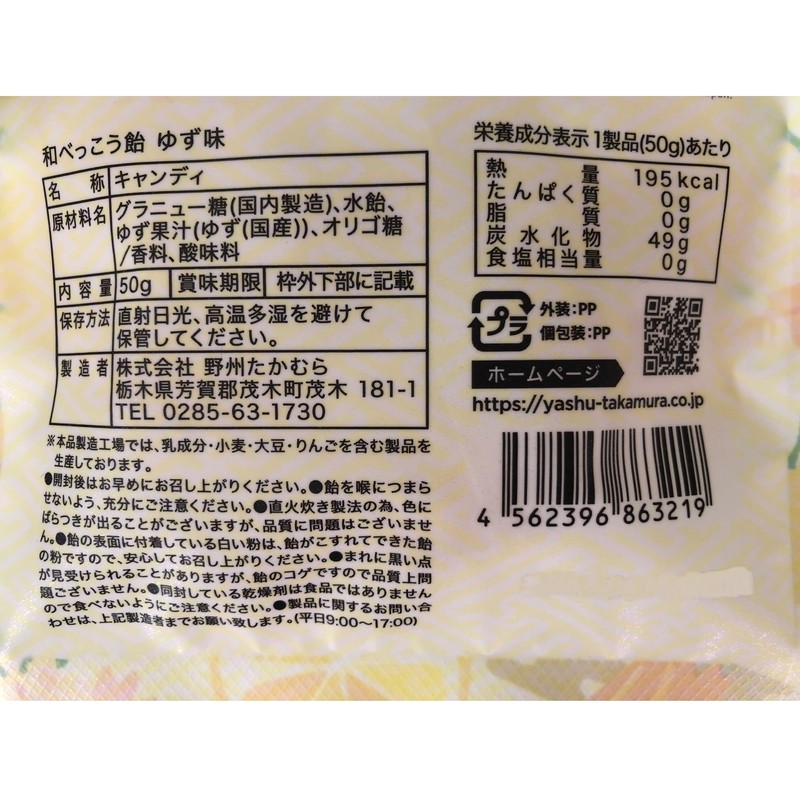 和べっこう飴 ゆず味
名称 キャンディ
原材料名 グラニュー糖(国内製造)、水飴、
ゆず果汁(ゆず(国産))、オリゴ糖
/香料、酸味料
内容量 50g 賞味期限 枠外下部に記載
保存方法 直射日光、高温多湿を避けて
保管してください。
製造者 株式会社 野州たかむら
栃木県芳賀郡茂木町茂木 181-1
TEL 0285-63-1730
※本品製造工場では、乳成分・小麦・大豆・りんごを含む製品を
生産しております。
●開封後はお早めにお召し上がりください。●飴を喉につまら
せないよう、充分にご注意ください。●直火炊き製法の為、色に
ばらつきが出ることがございますが、品質に問題はございませ
ん。●飴の表面に付着している白い粉は、飴がこすれてできた飴
の粉ですので、安心してお召し上がりください。●まれに黒い点
が見受けられることがありますが、飴のコゲですので品質上問
題ございません。●同封している乾燥剤は食品ではありません
ので食べないようにご注意ください。●製品に関するお問い合
わせは、上記製造者までお願い致します。(平日9:00〜17:00)
栄養成分表示 1製品(50g)あたり
熱量 195kcal
たんぱく質 0g
脂質 0g
炭水化物 49g
食塩相当量 0g
プラ
外装:PP
個包装:PP
ホームページ
https://yashu-takamura.co.jp
4 562396 863219